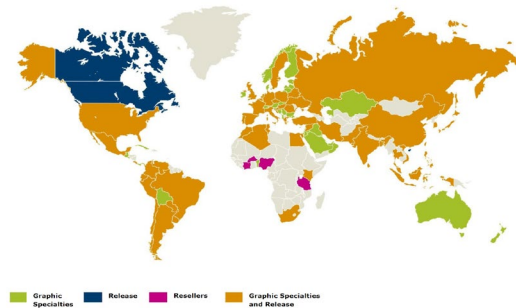 Graphic
Specialties
Release
Resellers
Graphic Specialties
and Release